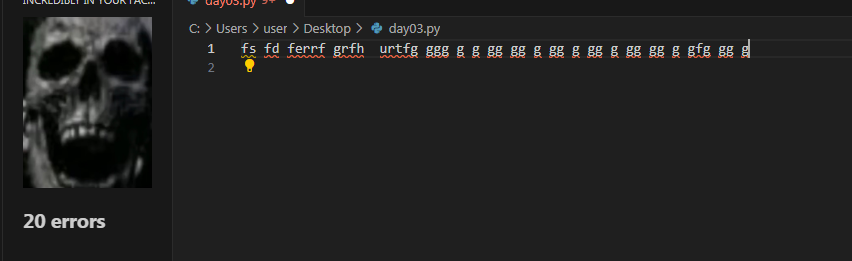 INCREDIBLY IN YOUR FAC...
day03.py 9+
C: > Users > user > Desktop > day03.py
1 fs fd ferrf grfh  urtfg ggg g g gg gg g gg g gg g gg gg g gfg gg g
2
20 errors